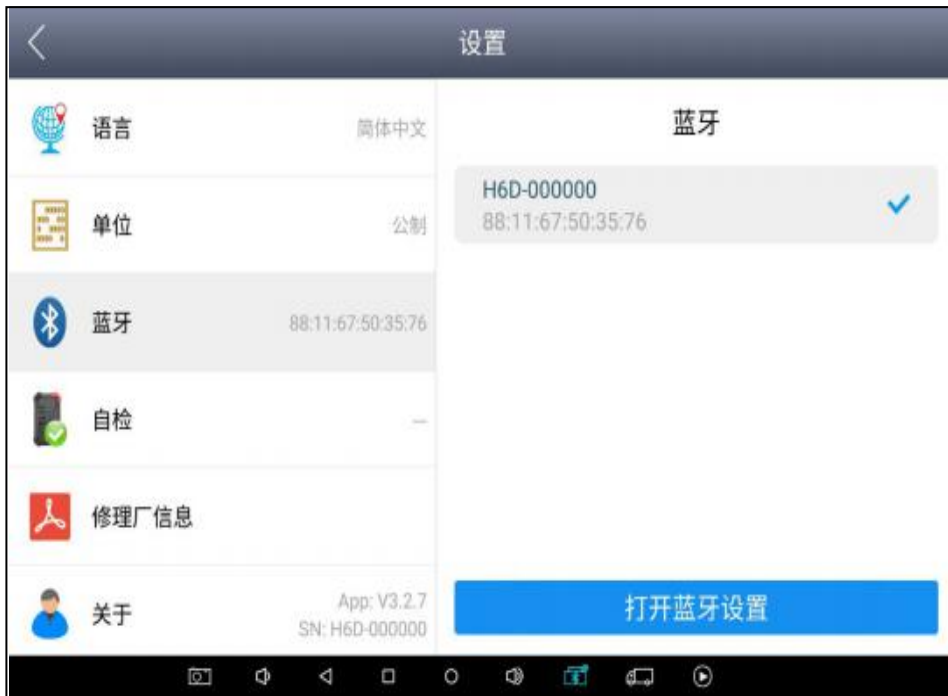 设置
语言
简体中文
单位
公制
蓝牙
88:11:67:50:35:76
自检
修理厂信息
关于
App: V3.2.7
SN: H6D-000000
蓝牙
H6D-000000
88:11:67:50:35:76
打开蓝牙设置